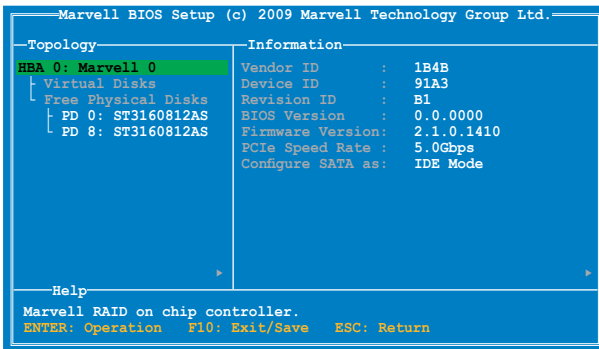 Marvell BIOS Setup (c) 2009 Marvell Technology Group Ltd.
Topology
HBA 0: Marvell 0
Virtual Disks
Free Physical Disks
PD 0: ST3160812AS
PD 8: ST3160812AS
Information
Vendor ID : 1B4B
Device ID : 91A3
Revision ID : B1
BIOS Version : 0.0.0000
Firmware Version: 2.1.0.1410
PCIe Speed Rate : 5.0Gbps
Configure SATA as: IDE Mode
Help
Marvell RAID on chip controller.
ENTER: Operation F10: Exit/Save ESC: Return